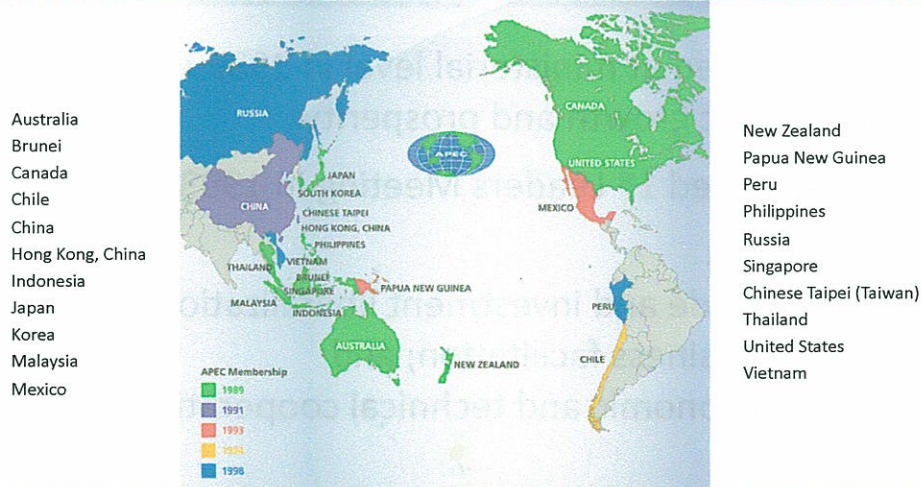 Australia
Brunei
Canada
Chile
China
Hong Kong, China
Indonesia
Japan
Korea
Malaysia
Mexico
RUSSIA
CHINA
JAPAN
SOUTH KOREA
CHINESE TAIPEI
HONG KONG, CHINA
PHILIPPINES
VIETNAM
THAILAND
BRUNEI
SINGAPORE
MALAYSIA
INDONESIA
PAPUA NEW GUINEA
AUSTRALIA
NEW ZEALAND
APEC
CANADA
UNITED STATES
MEXICO
PERU
CHILE
APEC Membership
1989
1991
1993
1994
1998
New Zealand
Papua New Guinea
Peru
Philippines
Russia
Singapore
Chinese Taipei (Taiwan)
Thailand
United States
Vietnam